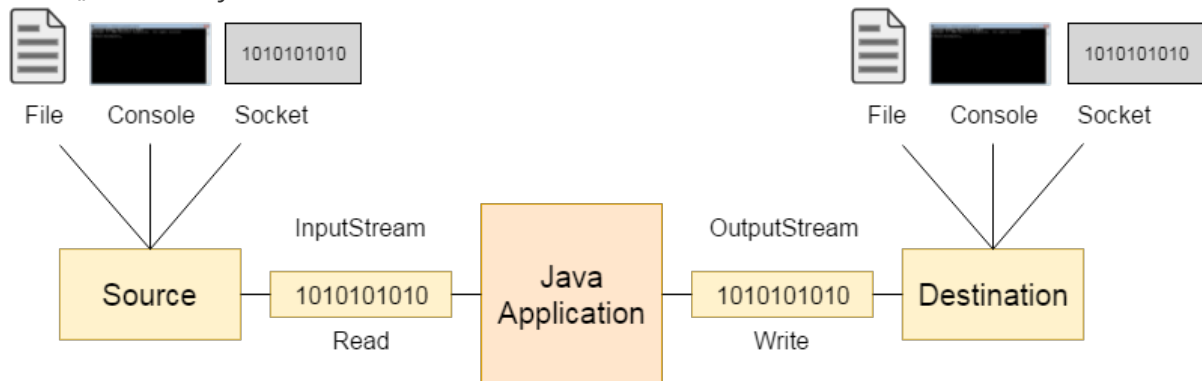 1010101010
1010101010
File Console Socket
File Console Socket
InputStream
OutputStream
Source
1010101010
Java
Application
1010101010
Destination
Read
Write